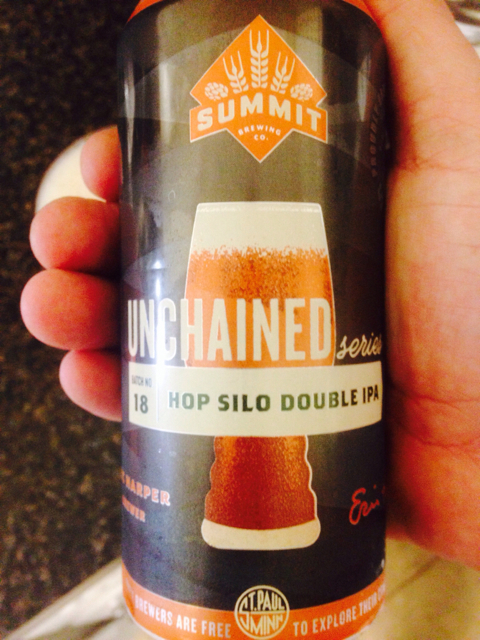 SUMMIT
BREWING
CO.
UNCHAINED series
BATCH NO.
18
HOP SILO DOUBLE IPA
HARPER
ST. PAUL
MINN
BREWERS ARE FREE
TO EXPLORE THEIR